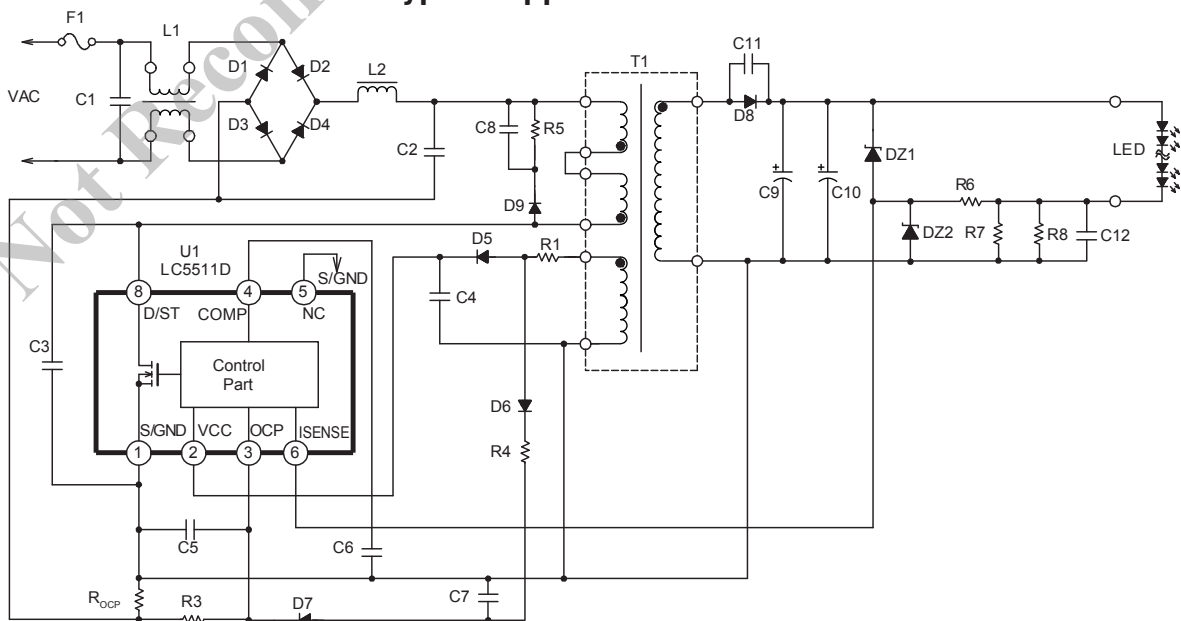 F1
L1
C11
T1
D1
D2
L2
VAC
C1
C8
R5
D8
D3
D4
C2
LED
DZ1
C9
C10
R6
D9
DZ2
R7
R8
C12
D5
R1
U1
LC5511D
S/GND
C4
8
4
5
D/ST
COMP
NC
C3
Control
Part
D6
S/GND
VCC
OCP
ISENSE
R4
1
2
3
6
C5
C6
C7
ROCP
R3
D7